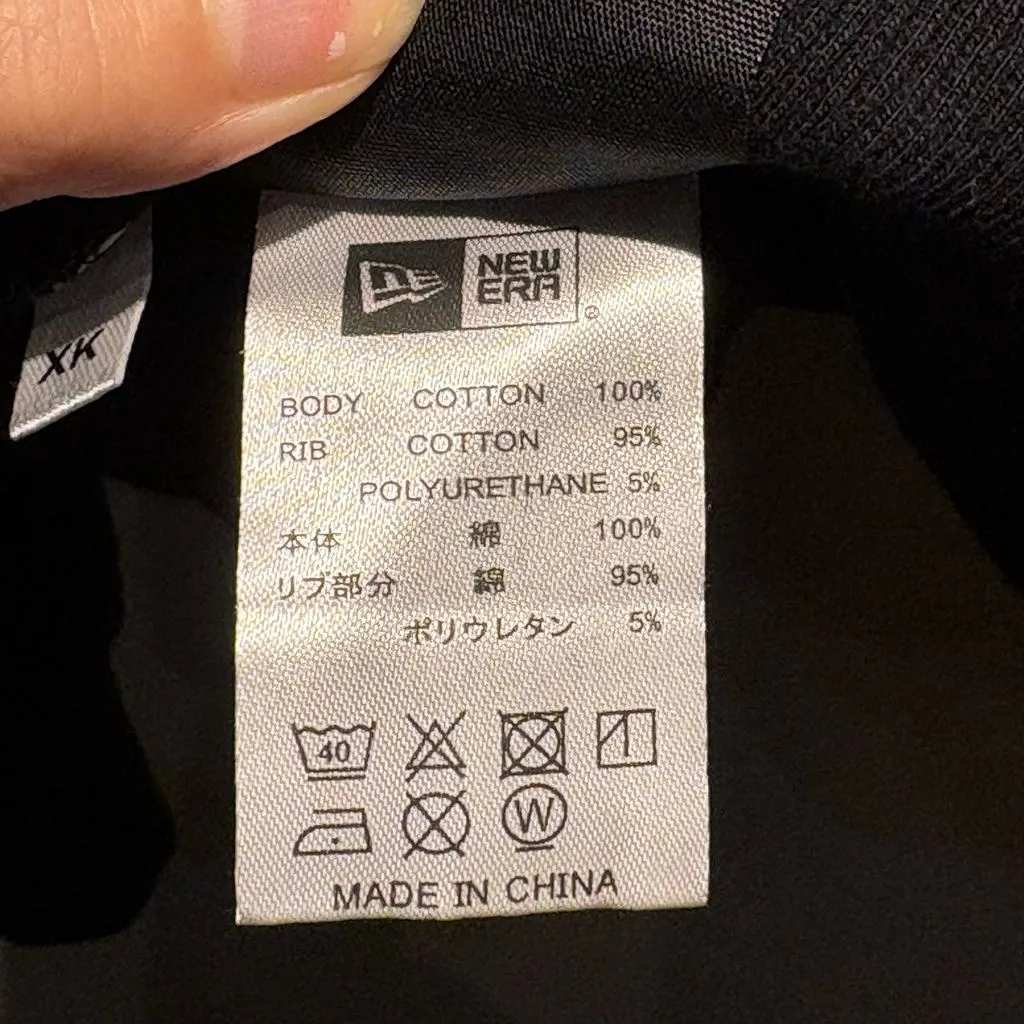 NEW
ERA
®
XK
BODY COTTON 100%
RIB COTTON 95%
POLYURETHANE 5%
本体 綿 100%
リブ部分 綿 95%
ポリウレタン 5%
40
W
MADE IN CHINA